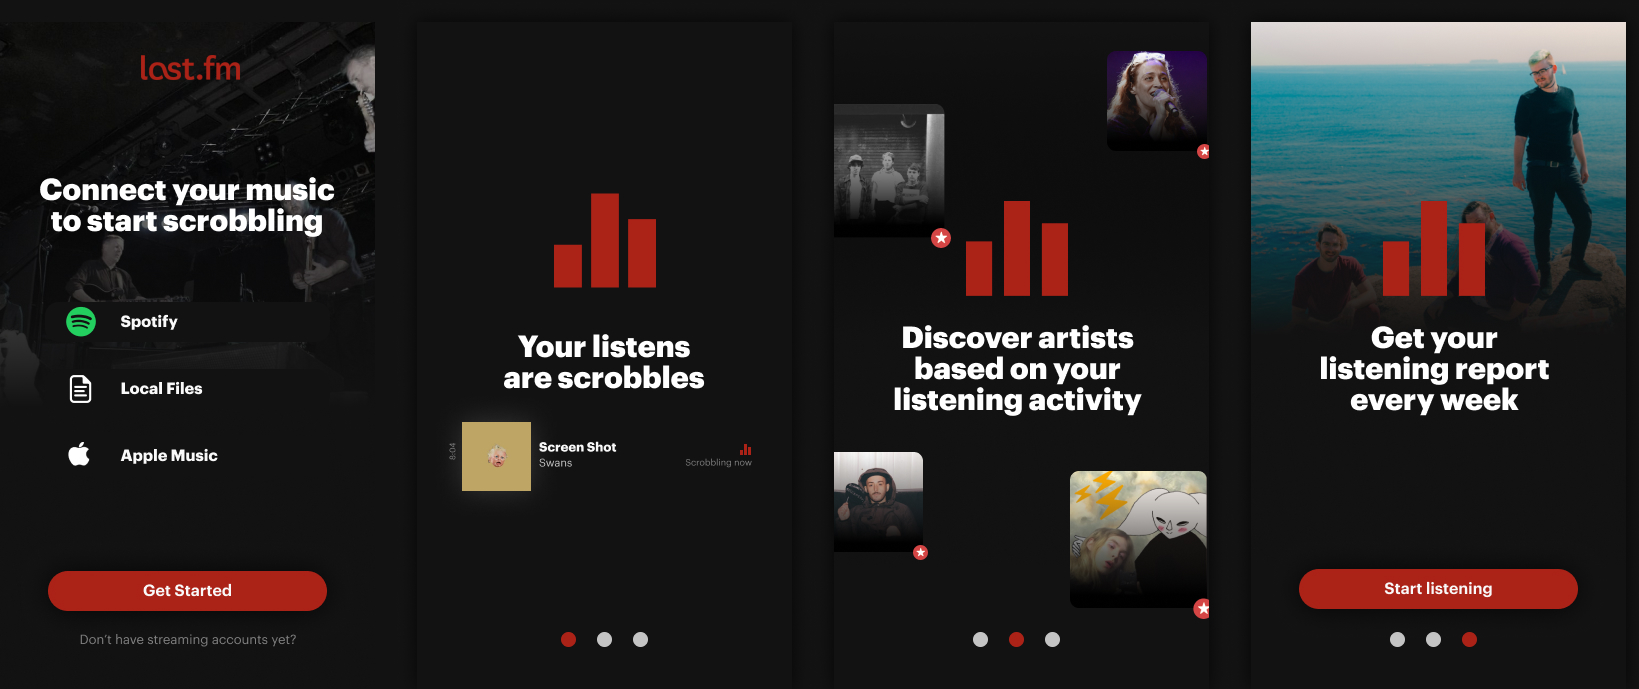 last.fm
Connect your music
to start scrobbling
Spotify
Local Files
Apple Music
Get Started
Don't have streaming accounts yet?
Your listens
are scrobbles
8:04
Screen Shot
Swans
Scrobbling now
Discover artists
based on your
listening activity
Get your
listening report
every week
Start listening